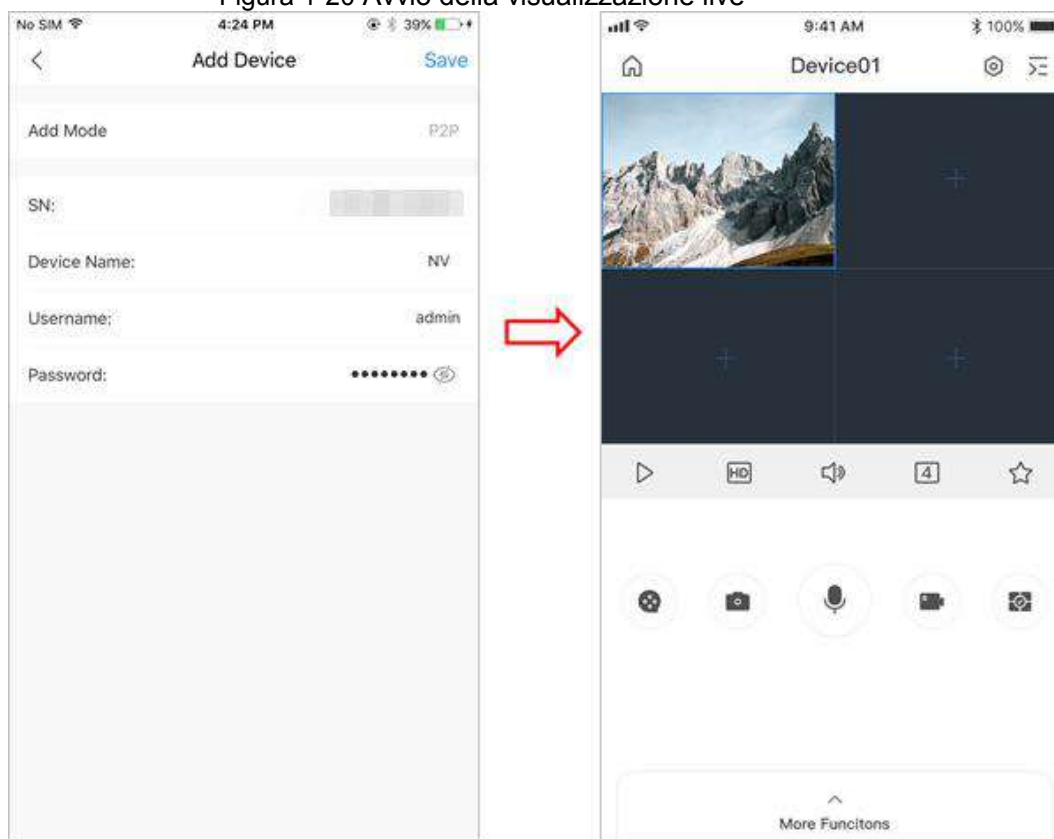 Figura 1-20 Avvio della visualizzazione live
No SIM 4:24 PM 39%
Add Device Save
Add Mode P2P
SN:
Device Name: NV
Username: admin
Password: ••••••••
9:41 AM 100%
Device01
HD 4
More Funcitons